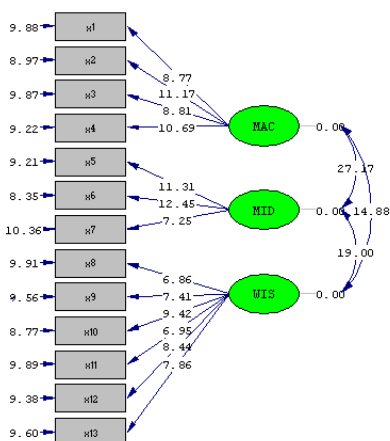 9.88 x1
8.97 x2
8.77
9.87 x3
11.17
8.81
9.22 x4
10.69
MAC 0.00
9.21 x5
27.17
11.31
8.35 x6
12.45
MID 0.00 14.88
10.36 x7
7.25
19.00
9.91 x8
6.86
9.56 x9
7.41
WIS 0.00
9.42
8.77 x10
6.95
8.44
9.89 x11
7.86
9.38 x12
9.60 x13